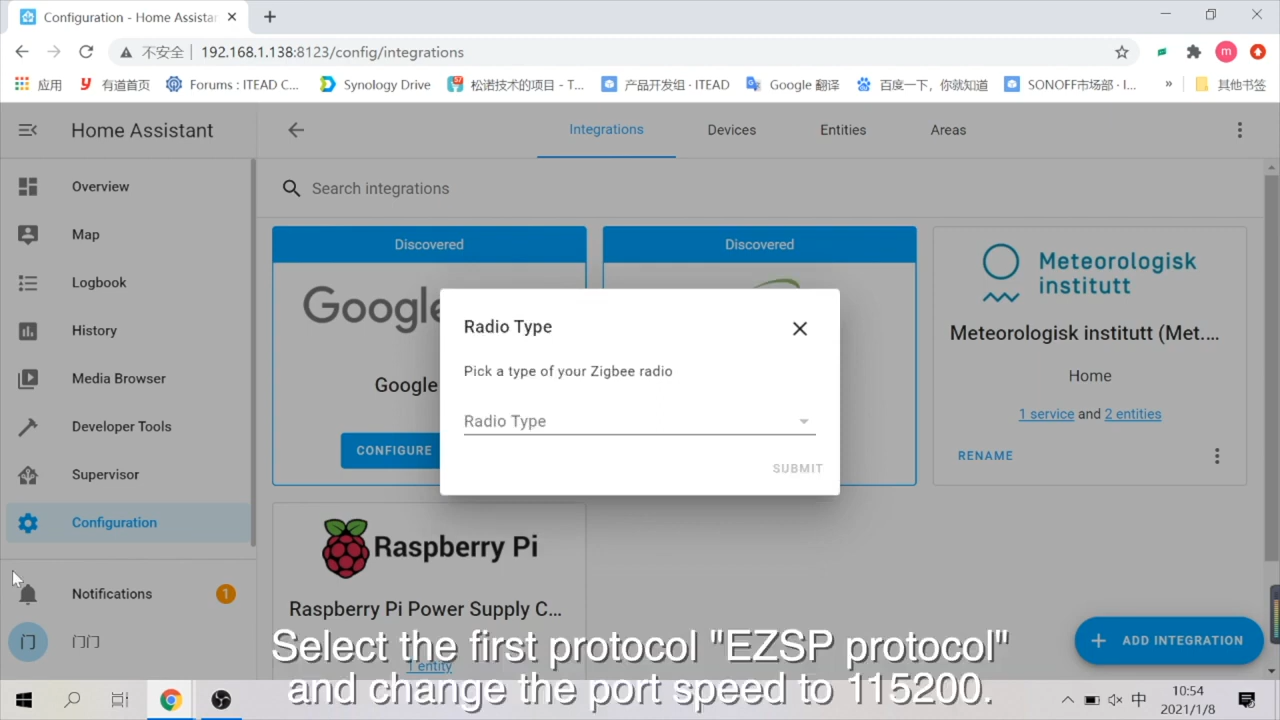 Configuration - Home Assistan
不安全
192.168.1.138:8123/config/integrations
m
应用
有道首页
Forums : ITEAD C...
Synology Drive
松诺技术的项目 - T...
产品开发组 - ITEAD
Google 翻译
百度一下，你就知道
SONOFF市场部 - I...
»
其他书签
Home Assistant
Integrations
Devices
Entities
Areas
Overview
Map
Logbook
History
Media Browser
Developer Tools
Supervisor
Configuration
Notifications
1
门
门门
Search integrations
Discovered
Google
Google
CONFIGURE
Discovered
Meteorologisk
institutt
Meteorologisk institutt (Met....
Home
1 service and 2 entities
RENAME
Radio Type
Pick a type of your Zigbee radio
Radio Type
SUBMIT
Raspberry Pi
Raspberry Pi Power Supply C...
1 entity
ADD INTEGRATION
Select the first protocol "EZSP protocol"
and change the port speed to 115200.
中
10:54
2021/1/8